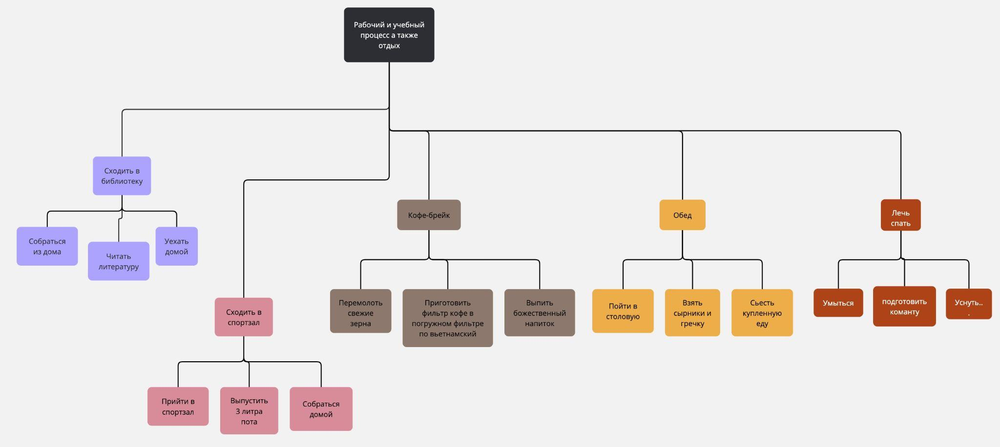 Рабочий и учебный
процесс а также
отдых
Сходить в
библиотеку
Собраться
из дома
Читать
литературу
Уехать
домой
Сходить в
спортзал
Прийти в
спортзал
Выпустить
3 литра
пота
Собраться
домой
Кофе-брейк
Перемолоть
свежие
зерна
Приготовить
фильтр кофе в
погружном фильтре
по вьетнамский
Выпить
божественный
напиток
Обед
Пойти в
столовую
Взять
сырники и
гречку
Сьесть
купленную
еду
Лечь
спать
Умыться
подготовить
команту
Уснуть..
.